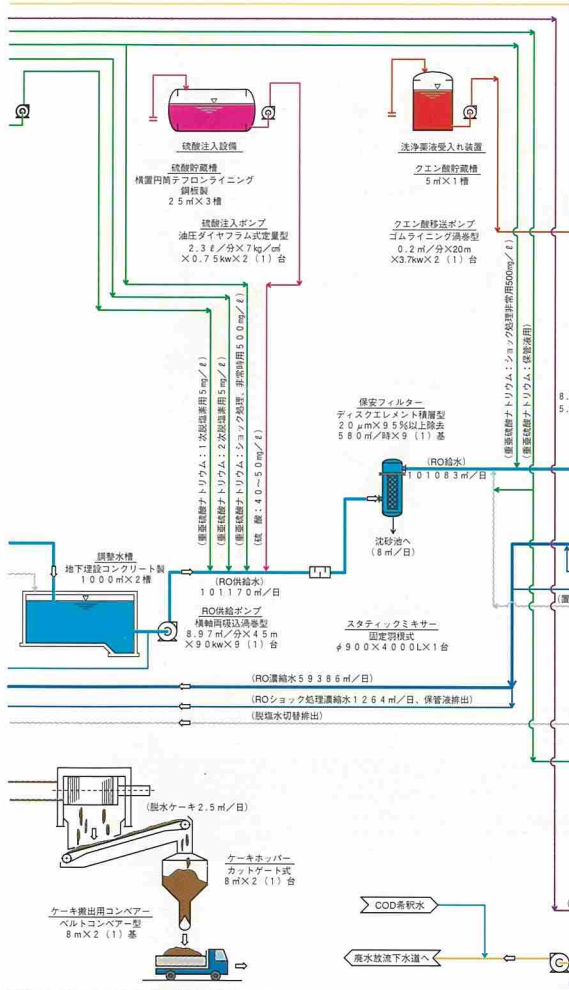 硫酸注入設備
硫酸貯蔵槽
横置円筒テフロンライニング
鋼板製
25㎥×3槽
硫酸注入ポンプ
油圧ダイヤフラム式定量型
2.3ℓ/分×7kg/c㎡
×0.75kw×2（1）台
洗浄薬液受入れ装置
クエン酸貯蔵槽
5㎥×1槽
クエン酸移送ポンプ
ゴムライニング渦巻型
0.2㎥/分×20m
×3.7kw×2（1）台
（重亜硫酸ナトリウム：1次脱塩素用5mg/ℓ）
（重亜硫酸ナトリウム：2次脱塩素用5mg/ℓ）
（重亜硫酸ナトリウム：ショック処理、非常時用500mg/ℓ）
（硫 酸：40～50mg/ℓ）
（重亜硫酸ナトリウム：ショック処理非常用500mg/ℓ）
（重亜硫酸ナトリウム：保管液用）
8.
5.
保安フィルター
ディスクエレメント積層型
20μm×95%以上除去
580㎥/時×9（1）基
（RO給水）
101083㎥/日
沈砂池へ
（8㎥/日）
調整水槽
地下埋設コンクリート製
1000㎥×2槽
（RO供給水）
101170㎥/日
RO供給ポンプ
横軸両吸込渦巻型
8.97㎥/分×45m
×90kw×9（1）台
スタティックミキサー
固定羽根式
φ900×4000L×1台
（置
（RO濃縮水59386㎥/日）
（ROショック処理濃縮水1264㎥/日、保管液排出）
（脱塩水切替排出）
（脱水ケーキ2.5㎥/日）
ケーキホッパー
カットゲート式
8㎥×2（1）台
ケーキ搬出用コンベアー
ベルトコンベアー型
8m×2（1）基
COD希釈水
廃水放流下水道へ